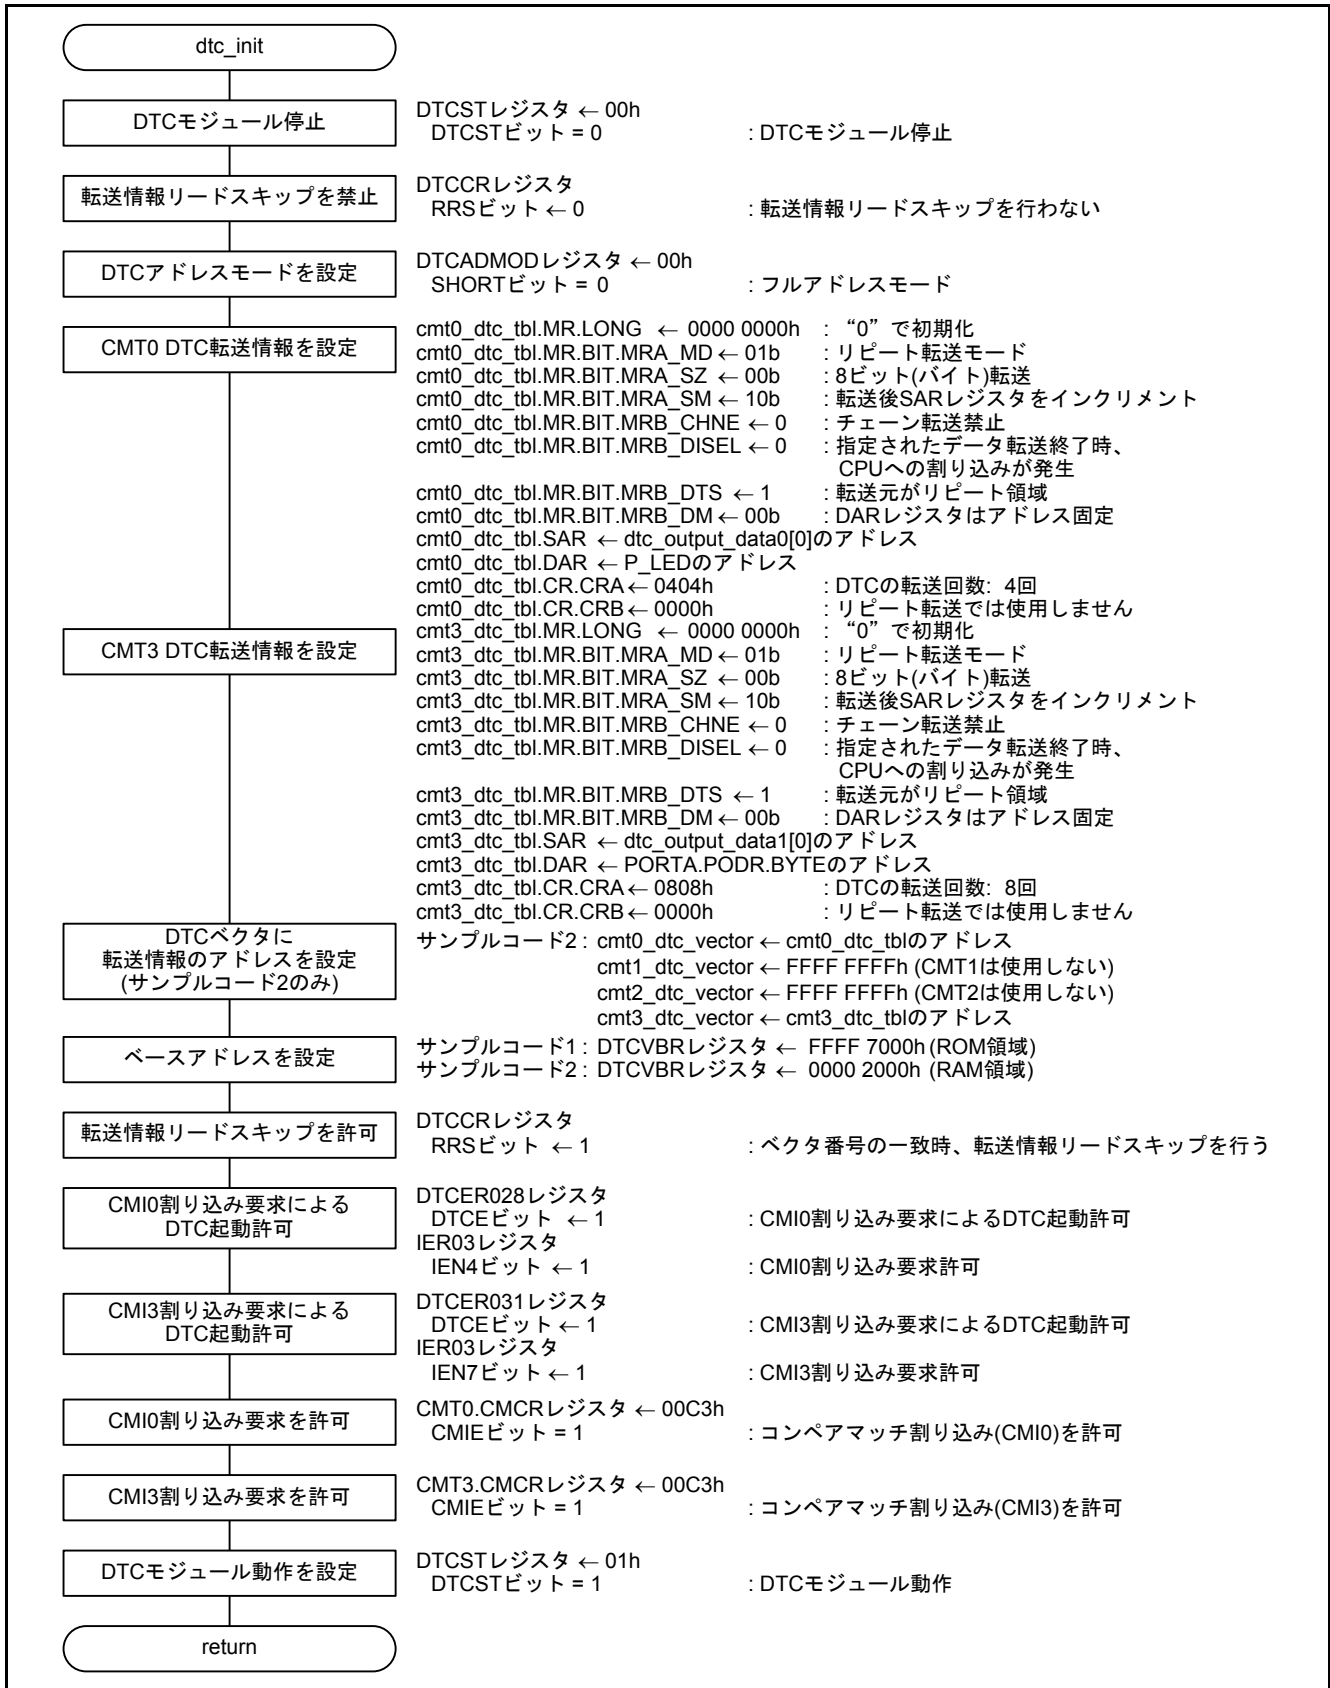 dtc_init
DTCモジュール停止
DTCSTレジスタ ← 00h
DTCSTビット = 0 : DTCモジュール停止
転送情報リードスキップを禁止
DTCCRレジスタ
RRSビット ← 0 : 転送情報リードスキップを行わない
DTCアドレスモードを設定
DTCADMODレジスタ ← 00h
SHORTビット = 0 : フルアドレスモード
CMT0 DTC転送情報を設定
cmt0_dtc_tbl.MR.LONG ← 0000 0000h : “0”で初期化
cmt0_dtc_tbl.MR.BIT.MRA_MD ← 01b : リピート転送モード
cmt0_dtc_tbl.MR.BIT.MRA_SZ ← 00b : 8ビット(バイト)転送
cmt0_dtc_tbl.MR.BIT.MRA_SM ← 10b : 転送後SARレジスタをインクリメント
cmt0_dtc_tbl.MR.BIT.MRB_CHNE ← 0 : チェーン転送禁止
cmt0_dtc_tbl.MR.BIT.MRB_DISEL ← 0 : 指定されたデータ転送終了時、
CPUへの割り込みが発生
cmt0_dtc_tbl.MR.BIT.MRB_DTS ← 1 : 転送元がリピート領域
cmt0_dtc_tbl.MR.BIT.MRB_DM ← 00b : DARレジスタはアドレス固定
cmt0_dtc_tbl.SAR ← dtc_output_data0[0]のアドレス
cmt0_dtc_tbl.DAR ← P_LEDのアドレス
cmt0_dtc_tbl.CR.CRA ← 0404h : DTCの転送回数: 4回
cmt0_dtc_tbl.CR.CRB ← 0000h : リピート転送では使用しません
CMT3 DTC転送情報を設定
cmt3_dtc_tbl.MR.LONG ← 0000 0000h : “0”で初期化
cmt3_dtc_tbl.MR.BIT.MRA_MD ← 01b : リピート転送モード
cmt3_dtc_tbl.MR.BIT.MRA_SZ ← 00b : 8ビット(バイト)転送
cmt3_dtc_tbl.MR.BIT.MRA_SM ← 10b : 転送後SARレジスタをインクリメント
cmt3_dtc_tbl.MR.BIT.MRB_CHNE ← 0 : チェーン転送禁止
cmt3_dtc_tbl.MR.BIT.MRB_DISEL ← 0 : 指定されたデータ転送終了時、
CPUへの割り込みが発生
cmt3_dtc_tbl.MR.BIT.MRB_DTS ← 1 : 転送元がリピート領域
cmt3_dtc_tbl.MR.BIT.MRB_DM ← 00b : DARレジスタはアドレス固定
cmt3_dtc_tbl.SAR ← dtc_output_data1[0]のアドレス
cmt3_dtc_tbl.DAR ← PORTA.PODR.BYTEのアドレス
cmt3_dtc_tbl.CR.CRA ← 0808h : DTCの転送回数: 8回
cmt3_dtc_tbl.CR.CRB ← 0000h : リピート転送では使用しません
DTCベクタに
転送情報のアドレスを設定
(サンプルコード2のみ)
サンプルコード2 : cmt0_dtc_vector ← cmt0_dtc_tblのアドレス
cmt1_dtc_vector ← FFFF FFFFh (CMT1は使用しない)
cmt2_dtc_vector ← FFFF FFFFh (CMT2は使用しない)
cmt3_dtc_vector ← cmt3_dtc_tblのアドレス
ベースアドレスを設定
サンプルコード1 : DTCVBRレジスタ ← FFFF 7000h (ROM領域)
サンプルコード2 : DTCVBRレジスタ ← 0000 2000h (RAM領域)
転送情報リードスキップを許可
DTCCRレジスタ
RRSビット ← 1 : ベクタ番号の一致時、転送情報リードスキップを行う
CMI0割り込み要求による
DTC起動許可
DTCER028レジスタ
DTCEビット ← 1 : CMI0割り込み要求によるDTC起動許可
IER03レジスタ
IEN4ビット ← 1 : CMI0割り込み要求許可
CMI3割り込み要求による
DTC起動許可
DTCER031レジスタ
DTCEビット ← 1 : CMI3割り込み要求によるDTC起動許可
IER03レジスタ
IEN7ビット ← 1 : CMI3割り込み要求許可
CMI0割り込み要求を許可
CMT0.CMCRレジスタ ← 00C3h
CMIEビット = 1 : コンペアマッチ割り込み(CMI0)を許可
CMI3割り込み要求を許可
CMT3.CMCRレジスタ ← 00C3h
CMIEビット = 1 : コンペアマッチ割り込み(CMI3)を許可
DTCモジュール動作を設定
DTCSTレジスタ ← 01h
DTCSTビット = 1 : DTCモジュール動作
return